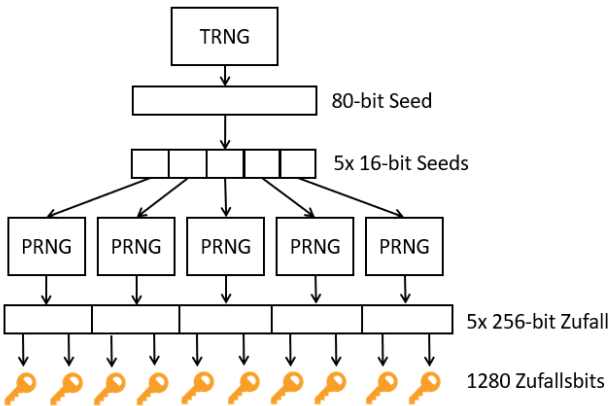 TRNG
80-bit Seed
5x 16-bit Seeds
PRNG PRNG PRNG PRNG PRNG
5x 256-bit Zufall
1280 Zufallsbits